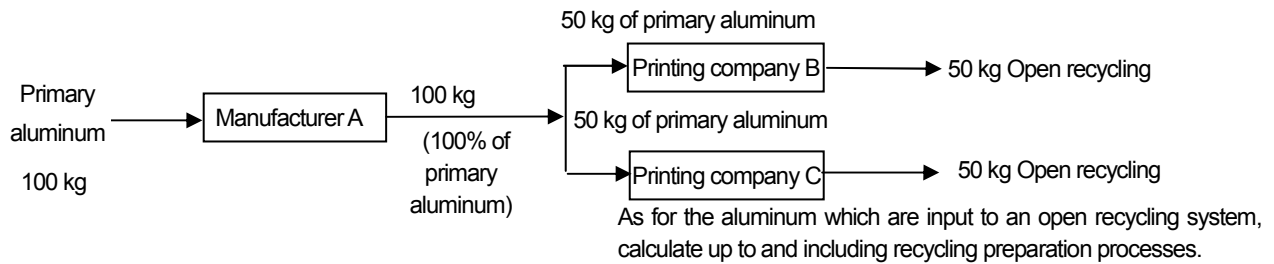 50 kg of primary aluminum
Printing company B
50 kg Open recycling
Primary
aluminum
100 kg
Manufacturer A
100 kg
(100% of
primary
aluminum)
50 kg of primary aluminum
Printing company C
50 kg Open recycling
As for the aluminum which are input to an open recycling system,
calculate up to and including recycling preparation processes.